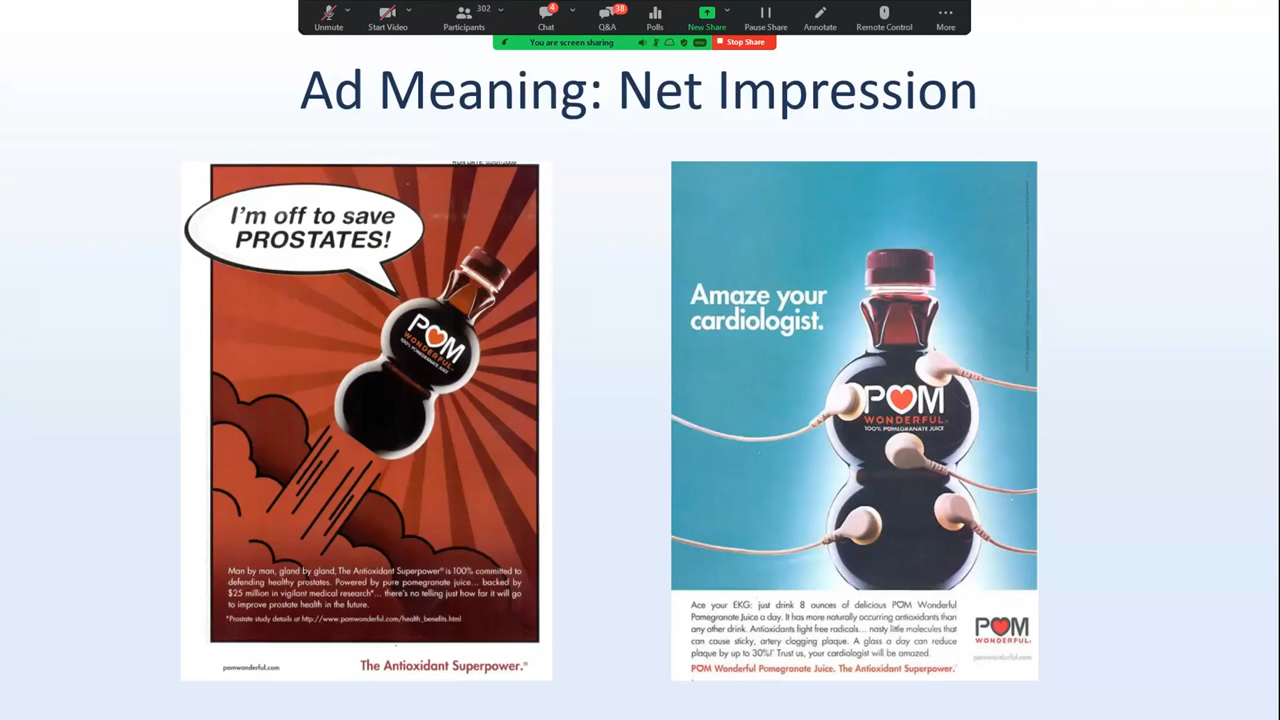 302
4
38
Unmute
Start Video
Participants
Chat
Q&A
Polls
New Share
Pause Share
Annotate
Remote Control
More
You are screen sharing
Stop Share
Ad Meaning: Net Impression
I'm off to save
PROSTATES!
POM
WONDERFUL
100% POMEGRANATE JUICE
Man by man, gland by gland, The Antioxidant Superpower® is 100% committed to
defending healthy prostates. Powered by pure pomegranate juice... backed by
$25 million in vigilant medical research*... there's no telling just how far it will go
to improve prostate health in the future.
*Prostate study details at http://www.pomwonderful.com/health_benefits.html
pomwonderful.com
The Antioxidant Superpower.®
Amaze your
cardiologist.
POM
WONDERFUL
100% POMEGRANATE JUICE
Ace your EKG: just drink 8 ounces of delicious POM Wonderful
Pomegranate Juice a day. It has more naturally occurring antioxidants than
any other drink. Antioxidants fight free radicals... nasty little molecules that
can cause sticky, artery clogging plaque. A glass a day can reduce
plaque by up to 30%! Trust us, your cardiologist will be amazed.
POM Wonderful Pomegranate Juice. The Antioxidant Superpower.
POM
WONDERFUL
pomwonderful.com